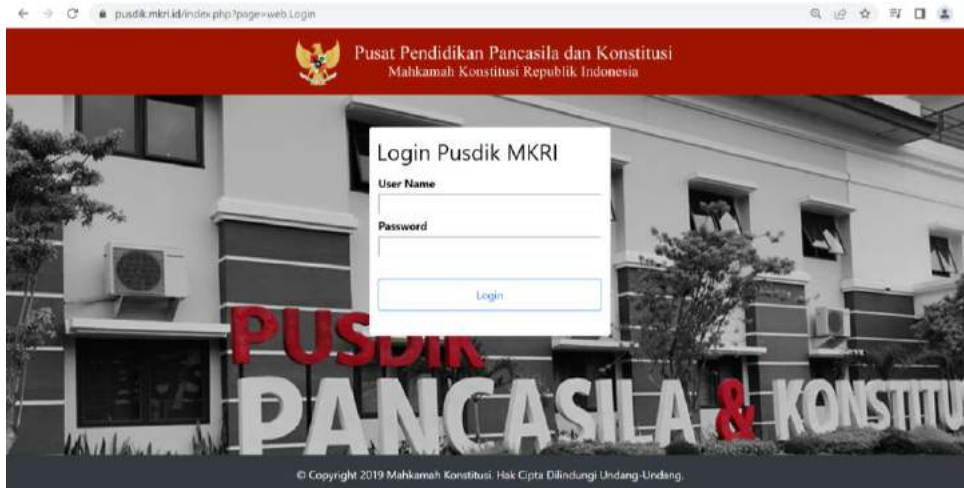 pusdik.mkri.id/index.php?page=web.Login
Pusat Pendidikan Pancasila dan Konstitusi
Mahkamah Konstitusi Republik Indonesia
Login Pusdik MKRI
User Name
Password
Login
PUSDIK
PANCASILA & KONSTITU
© Copyright 2019 Mahkamah Konstitusi. Hak Cipta Dilindungi Undang-Undang.